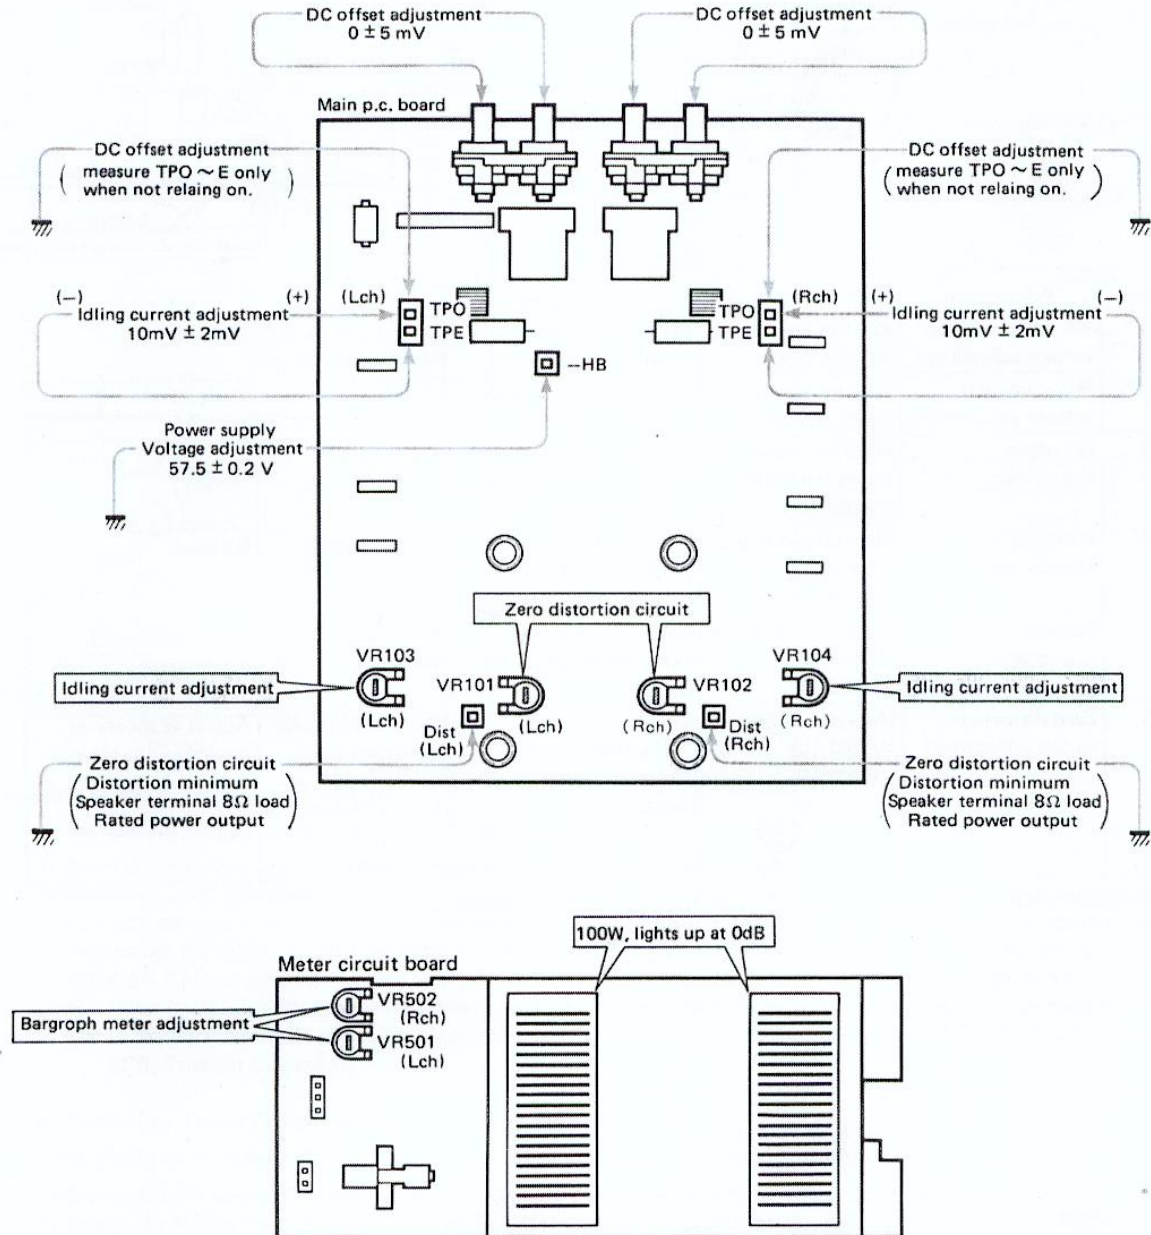 DC offset adjustment
0 ± 5 mV
DC offset adjustment
0 ± 5 mV
Main p.c. board
DC offset adjustment
( measure TPO ~ E only
when not relaing on. )
DC offset adjustment
( measure TPO ~ E only
when not relaing on. )
(—)
(+)
(Lch)
Idling current adjustment
10mV ± 2mV
TPO
TPE
TPO
TPE
(Rch)
(+)
(—)
Idling current adjustment
10mV ± 2mV
–HB
Power supply
Voltage adjustment
57.5 ± 0.2 V
Zero distortion circuit
VR103
(Lch)
Idling current adjustment
VR101
(Lch)
Dist
(Lch)
VR102
(Rch)
Dist
(Rch)
VR104
(Rch)
Idling current adjustment
Zero distortion circuit
( Distortion minimum
Speaker terminal 8Ω load
Rated power output )
Zero distortion circuit
( Distortion minimum
Speaker terminal 8Ω load
Rated power output )
100W, lights up at 0dB
Meter circuit board
VR502
(Rch)
Bargroph meter adjustment
VR501
(Lch)